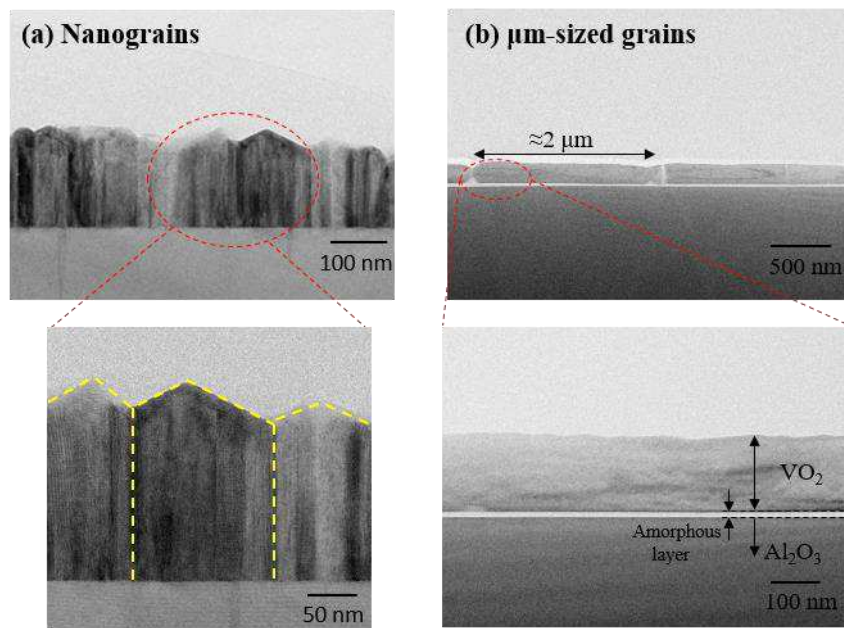 (a) Nanograins
100 nm
50 nm
(b) μm-sized grains
≈2 μm
500 nm
VO₂
Amorphous
layer
Al₂O₃
100 nm